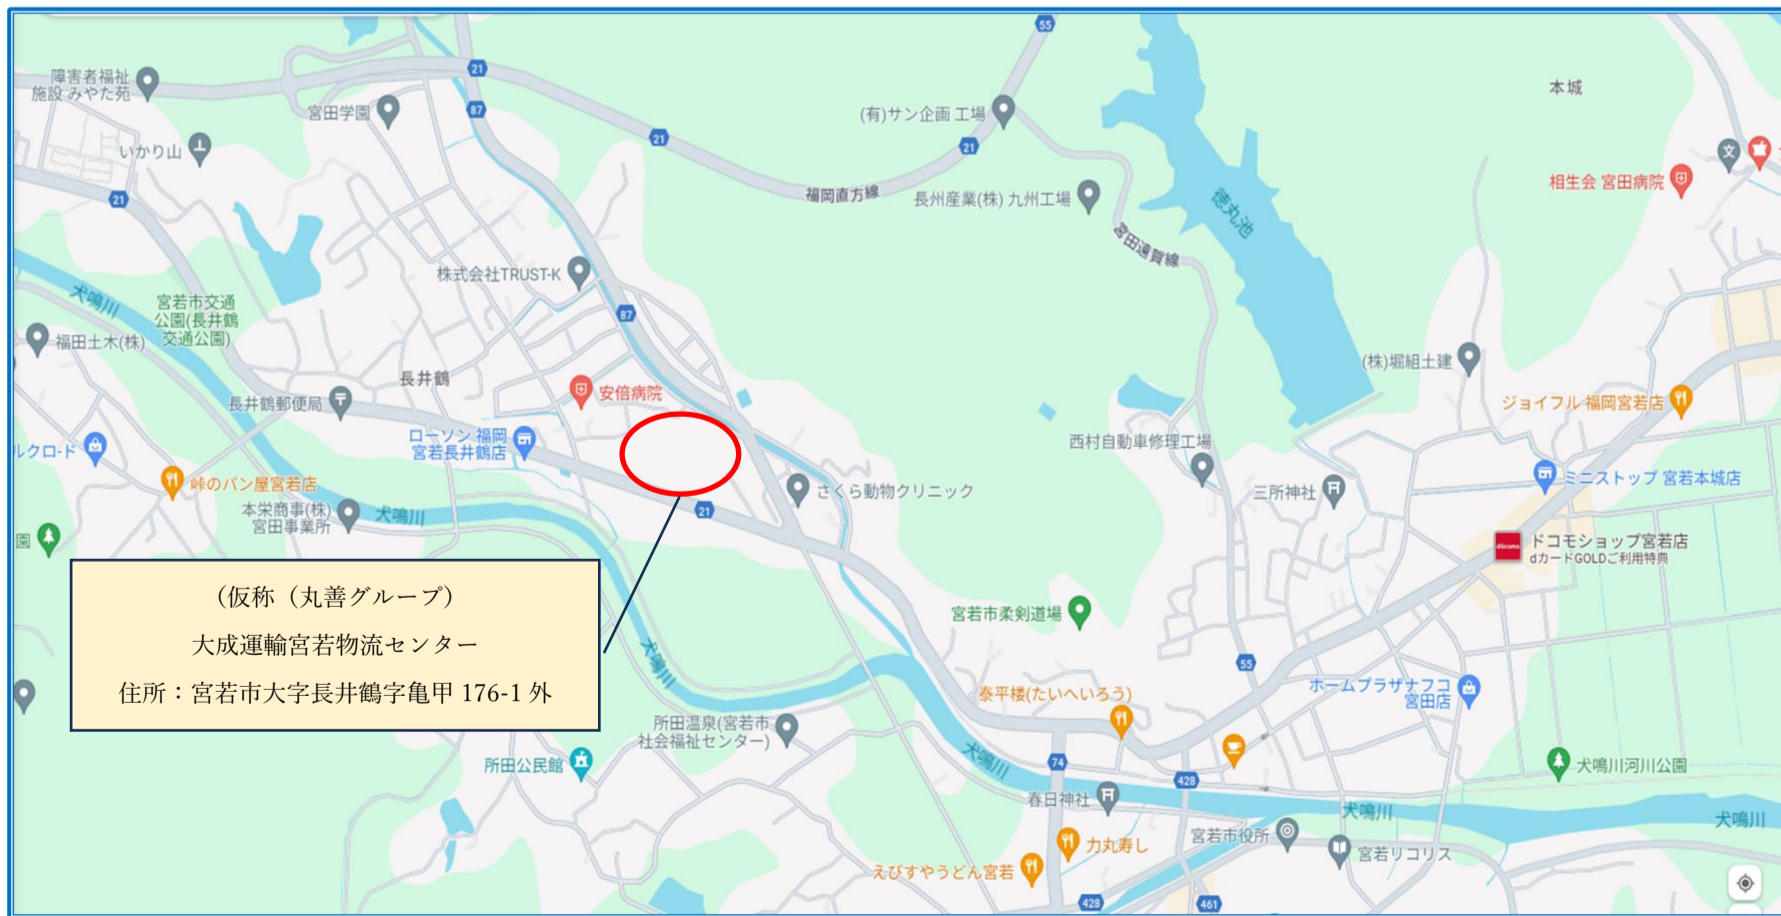 55
21
障害者福祉
施設 みやた苑
宮田学園
87
(有)サン企画 工場
本城
いかり山
21
21
文
相生会 宮田病院
21
福岡直方線
長州産業(株) 九州工場
徳丸池
宮田遠賀線
株式会社TRUST-K
犬鳴川
宮若市交通
公園(長井鶴
交通公園)
87
福田土木(株)
(株)堀組土建
長井鶴
安倍病院
長井鶴郵便局
ジョイフル 福岡宮若店
ローソン 福岡
宮若長井鶴店
西村自動車修理工場
ルクロード
峠のパン屋宮若店
さくら動物クリニック
三所神社
ミニストップ 宮若本城店
本栄商事(株)
宮田事業所
犬鳴川
21
園
docomo
ドコモショップ宮若店
dカードGOLDご利用特典
(仮称（丸善グループ）
大成運輸宮若物流センター
住所：宮若市大字長井鶴字亀甲 176-1 外
宮若市柔剣道場
犬鳴川
55
泰平楼(たいへいろう)
ホームプラザナフコ
宮田店
所田温泉(宮若市
社会福祉センター)
所田公民館
犬鳴川
74
428
犬鳴川河川公園
春日神社
犬鳴川
犬鳴川
宮若市役所
力丸寿し
宮若リコリス
えびすやうどん宮若
428
461